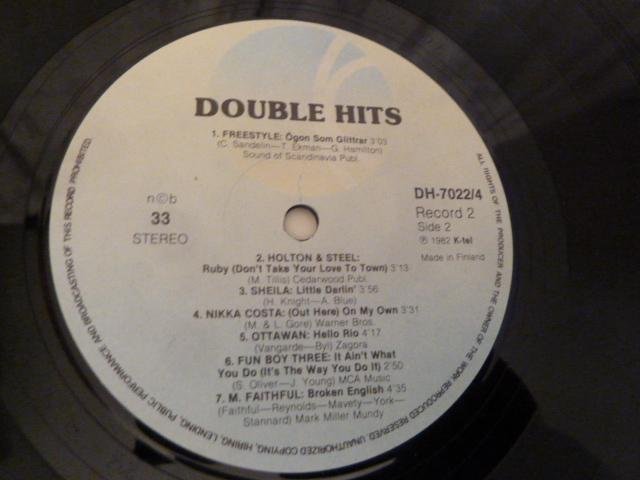 DOUBLE HITS
1. FREESTYLE: Ögon Som Glittrar 3'03
(C. Sandelin—T. Ekman—G. Hamilton)
Sound of Scandinavia Publ.
n©b
33
STEREO
DH-7022/4
Record 2
Side 2
℗ 1982 K-tel
Made in Finland
2. HOLTON & STEEL:
Ruby (Don't Take Your Love To Town) 3'13
(M. Tillis) Cedarwood Publ.
3. SHEILA: Little Darlin' 3'56
(H. Knight—A. Blue)
4. NIKKA COSTA: (Out Here) On My Own 3'31
(M. & L. Gore) Warner Bros.
5. OTTAWAN: Hello Rio 4'17
(Vangarde—Byl) Zagora
6. FUN BOY THREE: It Ain't What
You Do (It's The Way You Do It) 2'50
(S. Oliver—J. Young) MCA Music
7. M. FAITHFUL: Broken English 4'35
(Faithful—Reynolds—Mavety—York—
Stannard) Mark Miller Mundy
ALL RIGHTS OF THE PRODUCER AND THE OWNER OF THE WORK REPRODUCED RESERVED. UNAUTHORIZED COPYING, HIRING, LENDING, PUBLIC PERFORMANCE AND BROADCASTING OF THIS RECORD PROHIBITED